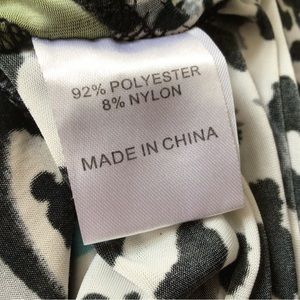 92% POLYESTER
8% NYLON
MADE IN CHINA